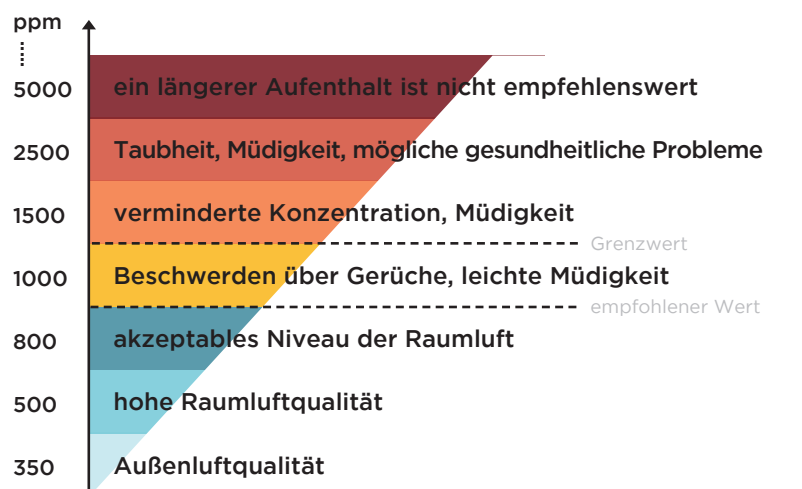 ppm
5000 ein längerer Aufenthalt ist nicht empfehlenswert
2500 Taubheit, Müdigkeit, mögliche gesundheitliche Probleme
1500 verminderte Konzentration, Müdigkeit
Grenzwert
1000 Beschwerden über Gerüche, leichte Müdigkeit
empfohlener Wert
800 akzeptables Niveau der Raumluft
500 hohe Raumluftqualität
350 Außenluftqualität